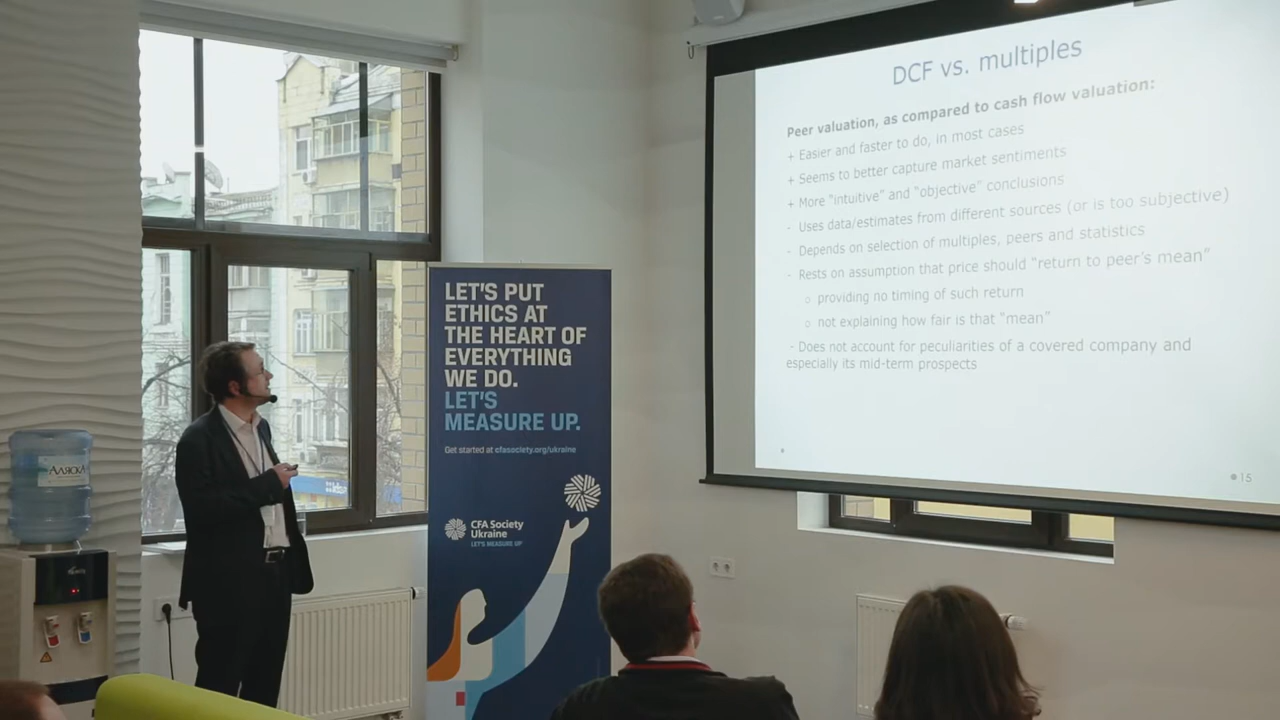 DCF vs. multiples
Peer valuation, as compared to cash flow valuation:
+ Easier and faster to do, in most cases
+ Seems to better capture market sentiments
+ More “intuitive” and “objective” conclusions
- Uses data/estimates from different sources (or is too subjective)
- Depends on selection of multiples, peers and statistics
- Rests on assumption that price should “return to peer's mean”
○ providing no timing of such return
○ not explaining how fair is that “mean”
- Does not account for peculiarities of a covered company and
especially its mid-term prospects
15
LET'S PUT
ETHICS AT
THE HEART OF
EVERYTHING
WE DO.
LET'S
MEASURE UP.
Get started at cfasociety.org/ukraine
CFA Society
Ukraine
LET'S MEASURE UP
АЛЯСКА